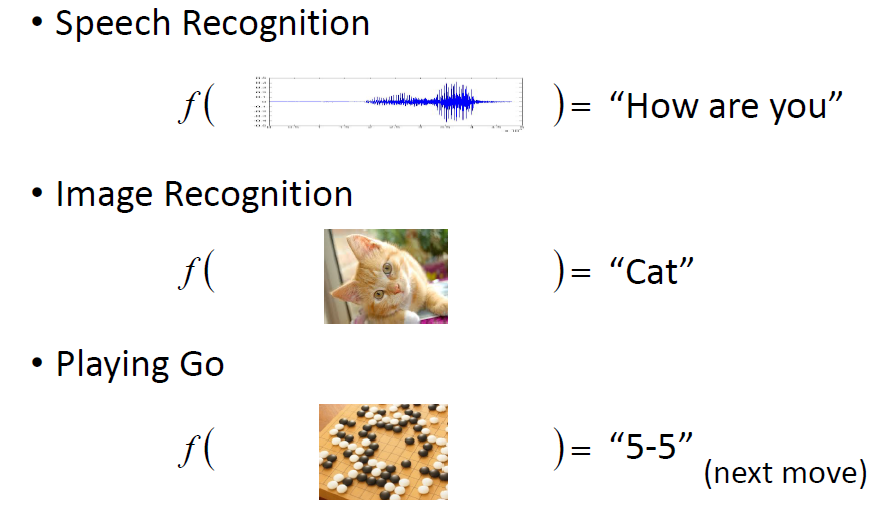 • Speech Recognition
f( ) = “How are you”
• Image Recognition
f( ) = “Cat”
• Playing Go
f( ) = “5-5”
(next move)